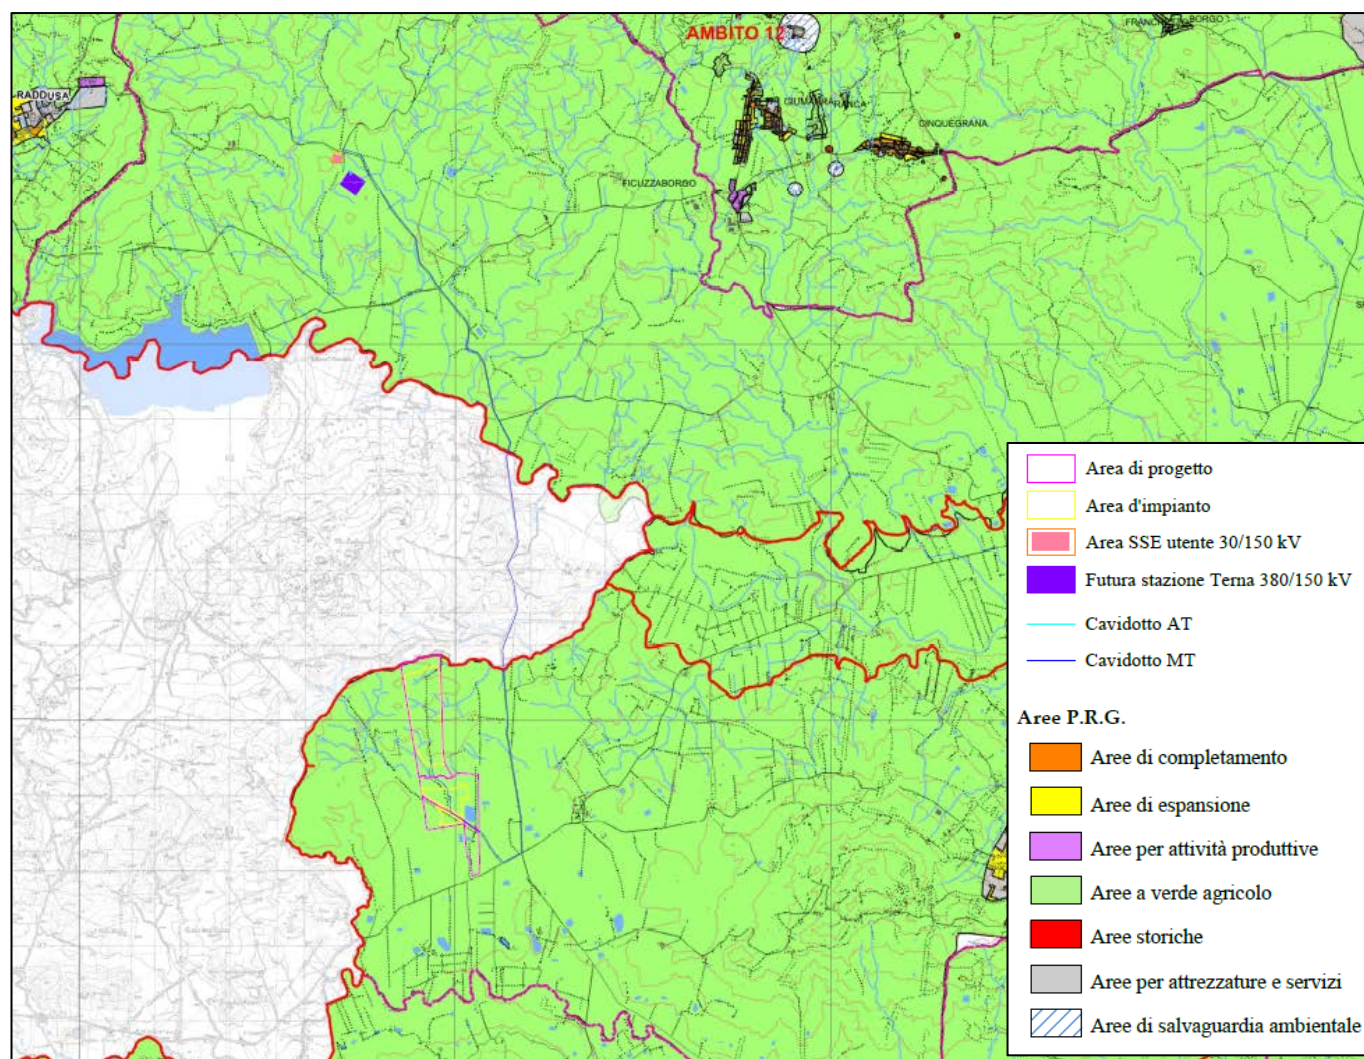 AMBITO 12
BORGO
RADDUSA
GIUMARRA
CINQUEGRANA
FICUZZABORGO
Area di progetto
Area d'impianto
Area SSE utente 30/150 kV
Futura stazione Terna 380/150 kV
Cavidotto AT
Cavidotto MT
Aree P.R.G.
Aree di completamento
Aree di espansione
Aree per attività produttive
Aree a verde agricolo
Aree storiche
Aree per attrezzature e servizi
Aree di salvaguardia ambientale